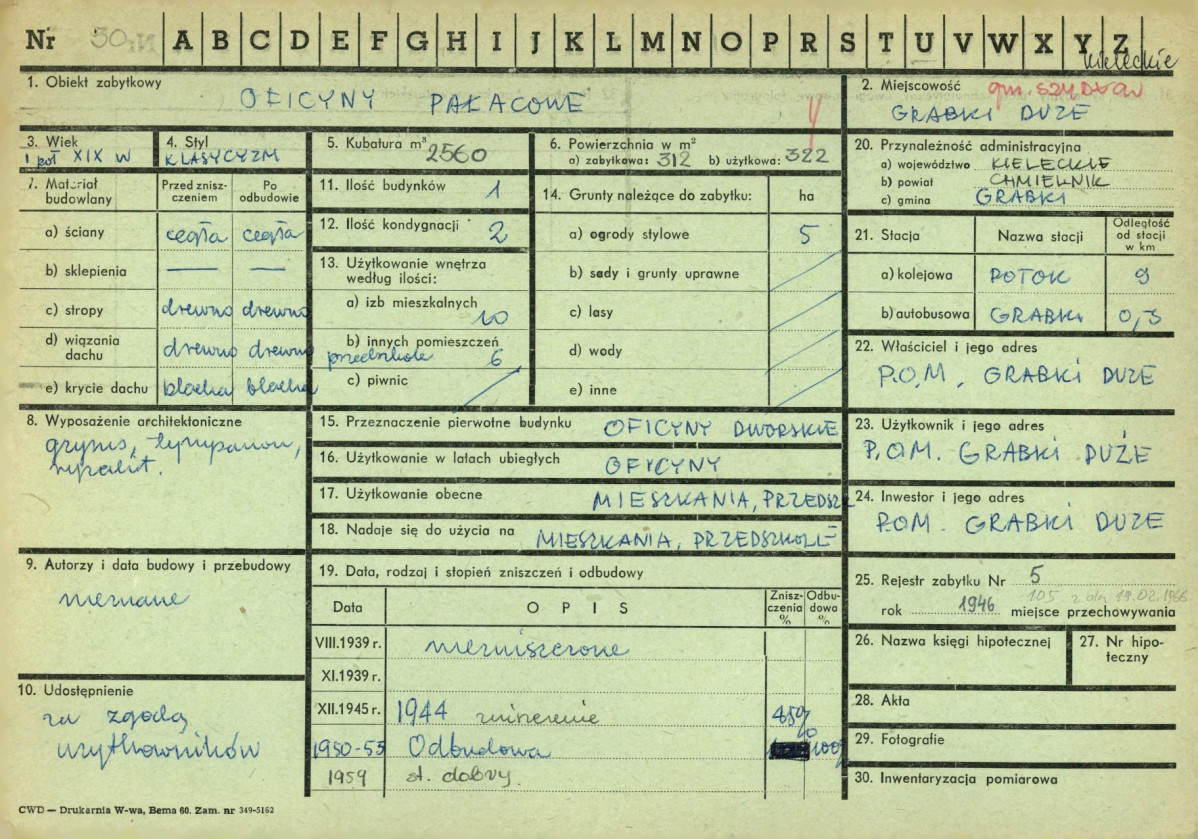 Nr 50 A B C D E F G H I J K L M N O P R S T U V W X Y Z
kieleckie
1. Obiekt zabytkowy
OFICYNY PAŁACOWE
2. Miejscowość gm. SZYDŁÓW
GRABKI DUŻE
3. Wiek
I poł XIX W
4. Styl
KLASYCYZM
5. Kubatura m³ 2560
6. Powierzchnia w m²
a) zabytkowa: 312 b) użytkowa: 322
7. Materiał budowlany
Przed zniszczeniem
Po odbudowie
a) ściany cegła cegła
b) sklepienia — —
c) stropy drewno drewno
d) wiązania dachu drewno drewno
e) krycie dachu blacha blacha
8. Wyposażenie architektoniczne
gzyms, tympanon,
ryzalit.
9. Autorzy i data budowy i przebudowy
nieznane
10. Udostępnienie
za zgodą
użytkowników
11. Ilość budynków 1
12. Ilość kondygnacji 2
13. Użytkowanie wnętrza
według ilości:
a) izb mieszkalnych
10
b) innych pomieszczeń
przedszkole 6
c) piwnic
14. Grunty należące do zabytku: ha
a) ogrody stylowe 5
b) sady i grunty uprawne
c) lasy
d) wody
e) inne
15. Przeznaczenie pierwotne budynku OFICYNY DWORSKIE
16. Użytkowanie w latach ubiegłych OFICYNY
17. Użytkowanie obecne MIESZKANIA, PRZEDSZK
18. Nadaje się do użycia na MIESZKANIA, PRZEDSZKOLE
19. Data, rodzaj i stopień zniszczeń i odbudowy
Data OPIS Zniszczenia % Odbudowa %
VIII.1939 r. niezniszczone
XI.1939 r.
XII.1945 r. 1944 zniszczenie 45%
1950-55 Odbudowa 100%
1959 st. dobry.
20. Przynależność administracyjna
a) województwo KIELECKIE
b) powiat CHMIELNIK
c) gmina GRABKI
21. Stacja Nazwa stacji Odległość od stacji w km
a) kolejowa POTOK 9
b) autobusowa GRABKI 0,3
22. Właściciel i jego adres
P.O.M, GRABKI DUŻE
23. Użytkownik i jego adres
P.O.M. GRABKI DUŻE
24. Inwestor i jego adres
P.O.M. GRABKI DUŻE
25. Rejestr zabytku Nr 5
105 z dn 19.02.1966
rok 1946 miejsce przechowywania
26. Nazwa księgi hipotecznej
27. Nr hipoteczny
28. Akta
29. Fotografie
30. Inwentaryzacja pomiarowa
CWD — Drukarnia W-wa, Bema 60. Zam. nr 349-5162